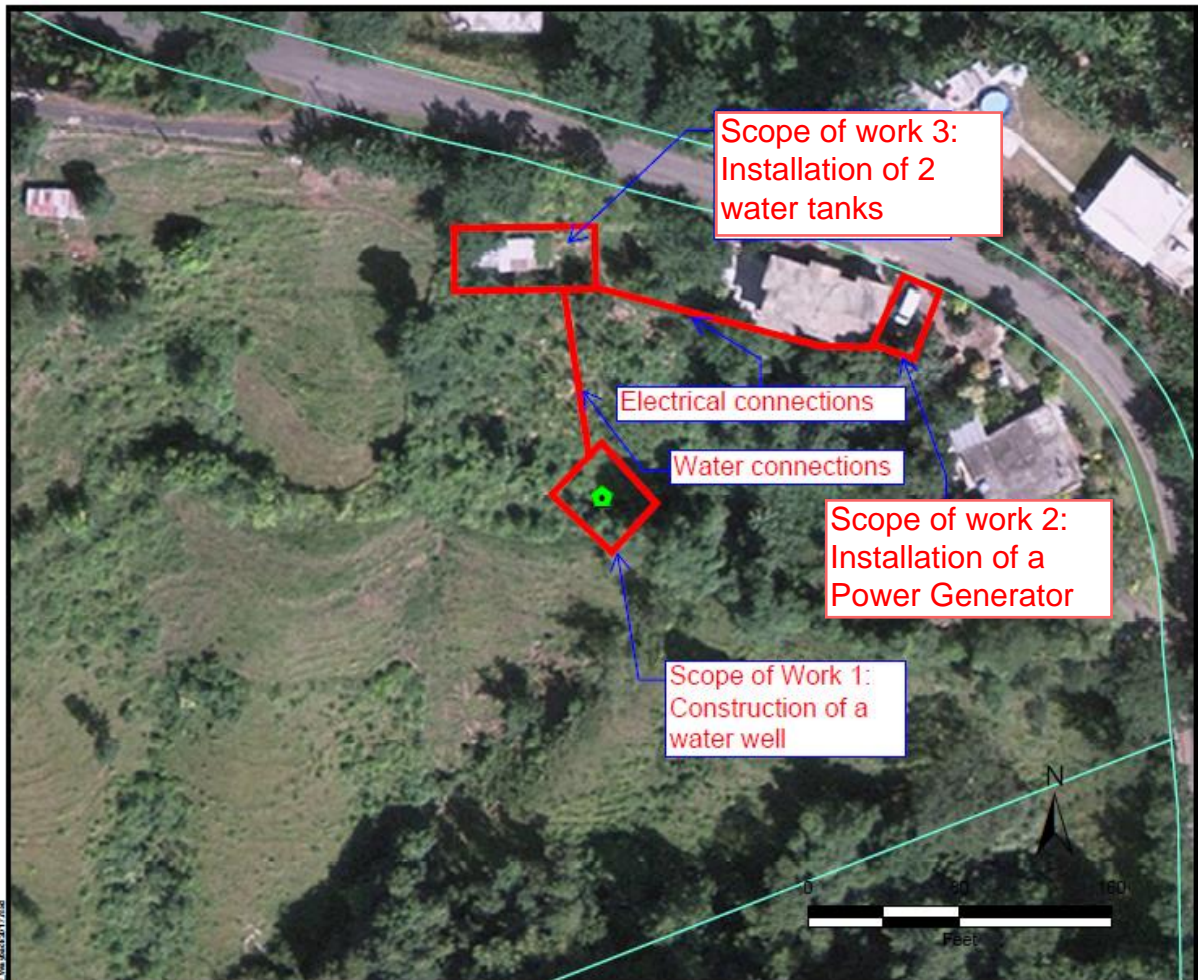 Scope of work 3:
Installation of 2
water tanks
Electrical connections
Water connections
Scope of work 2:
Installation of a
Power Generator
Scope of Work 1:
Construction of a
water well
N
0 80 160
Feet